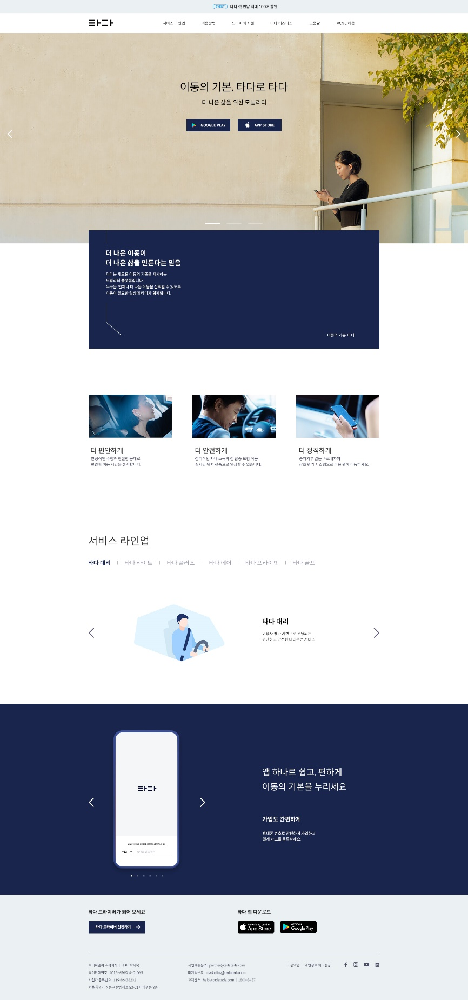 EVENT 타다 첫 만남 최대 100% 할인
타다
서비스 라인업 이용방법 드라이버 지원 타다 비즈니스 도움말 VCNC 채용
이동의 기본, 타다로 타다
더 나은 삶을 위한 모빌리티
GOOGLE PLAY APP STORE
더 나은 이동이
더 나은 삶을 만든다는 믿음
타다는 새로운 이동의 기준을 제시하는
모빌리티 플랫폼입니다.
누구든, 언제나 더 나은 이동을 선택할 수 있도록
이동이 필요한 일상에 타다가 함께합니다.
이동의 기본, 타다
더 편안하게 더 안전하게 더 정직하게
안정적인 주행과 친절한 응대로
편안한 이동 시간을 선사합니다.
정기적인 차내 소독과 전 탑승 보험 적용
실시간 위치 전송으로 안심할 수 있습니다.
승차거부 없는 바로배차와
상호 평가 시스템으로 마음 편히 이동하세요.
서비스 라인업
타다 대리 타다 라이트 타다 플러스 타다 에어 타다 프라이빗 타다 골프
타다 대리
이용자 평가 기반으로 운영되는
편안하고 안전한 대리운전 서비스
타다
앱 하나로 쉽고, 편하게
이동의 기본을 누리세요
가입도 간편하게
휴대폰 번호로 간편하게 가입하고
결제 카드를 등록하세요.
타다와 함께 편안한 이동을 시작하세요!
+82
타다 드라이버가 되어 보세요 타다 앱 다운로드
타다 드라이버 신청하기
Download on the
App Store
GET IT ON
Google Play
브이씨앤씨 주식회사 | 대표 : 박재욱
통신판매번호 : 2015-서울강남-01065
사업자 등록번호 : 119-86-38202
사업제휴문의 : partner@tadatada.com
마케팅문의 : marketing@tadatada.com
고객센터 : help@tadatada.com | 1800-8437
이용약관 개인정보 처리방침